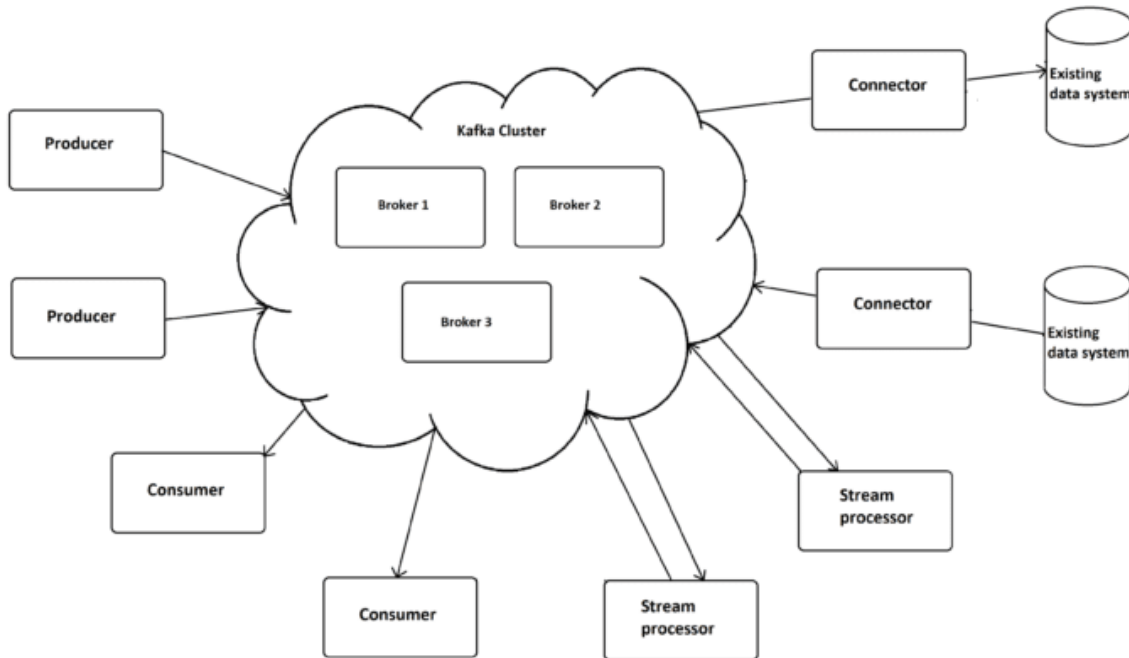 Connector
Existing
data system
Producer
Kafka Cluster
Broker 1
Broker 2
Producer
Broker 3
Connector
Existing
data system
Consumer
Stream
processor
Consumer
Stream
processor